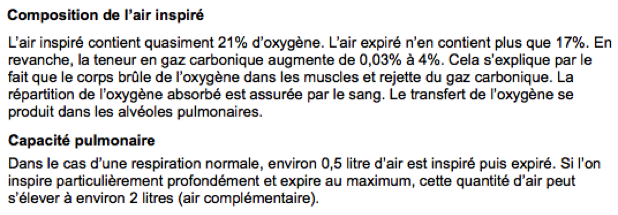 Composition de l'air inspiré
L'air inspiré contient quasiment 21% d'oxygène. L'air expiré n'en contient plus que 17%. En
revanche, la teneur en gaz carbonique augmente de 0,03% à 4%. Cela s'explique par le
fait que le corps brûle de l'oxygène dans les muscles et rejette du gaz carbonique. La
répartition de l'oxygène absorbé est assurée par le sang. Le transfert de l'oxygène se
produit dans les alvéoles pulmonaires.
Capacité pulmonaire
Dans le cas d'une respiration normale, environ 0,5 litre d'air est inspiré puis expiré. Si l'on
inspire particulièrement profondément et expire au maximum, cette quantité d'air peut
s'élever à environ 2 litres (air complémentaire).